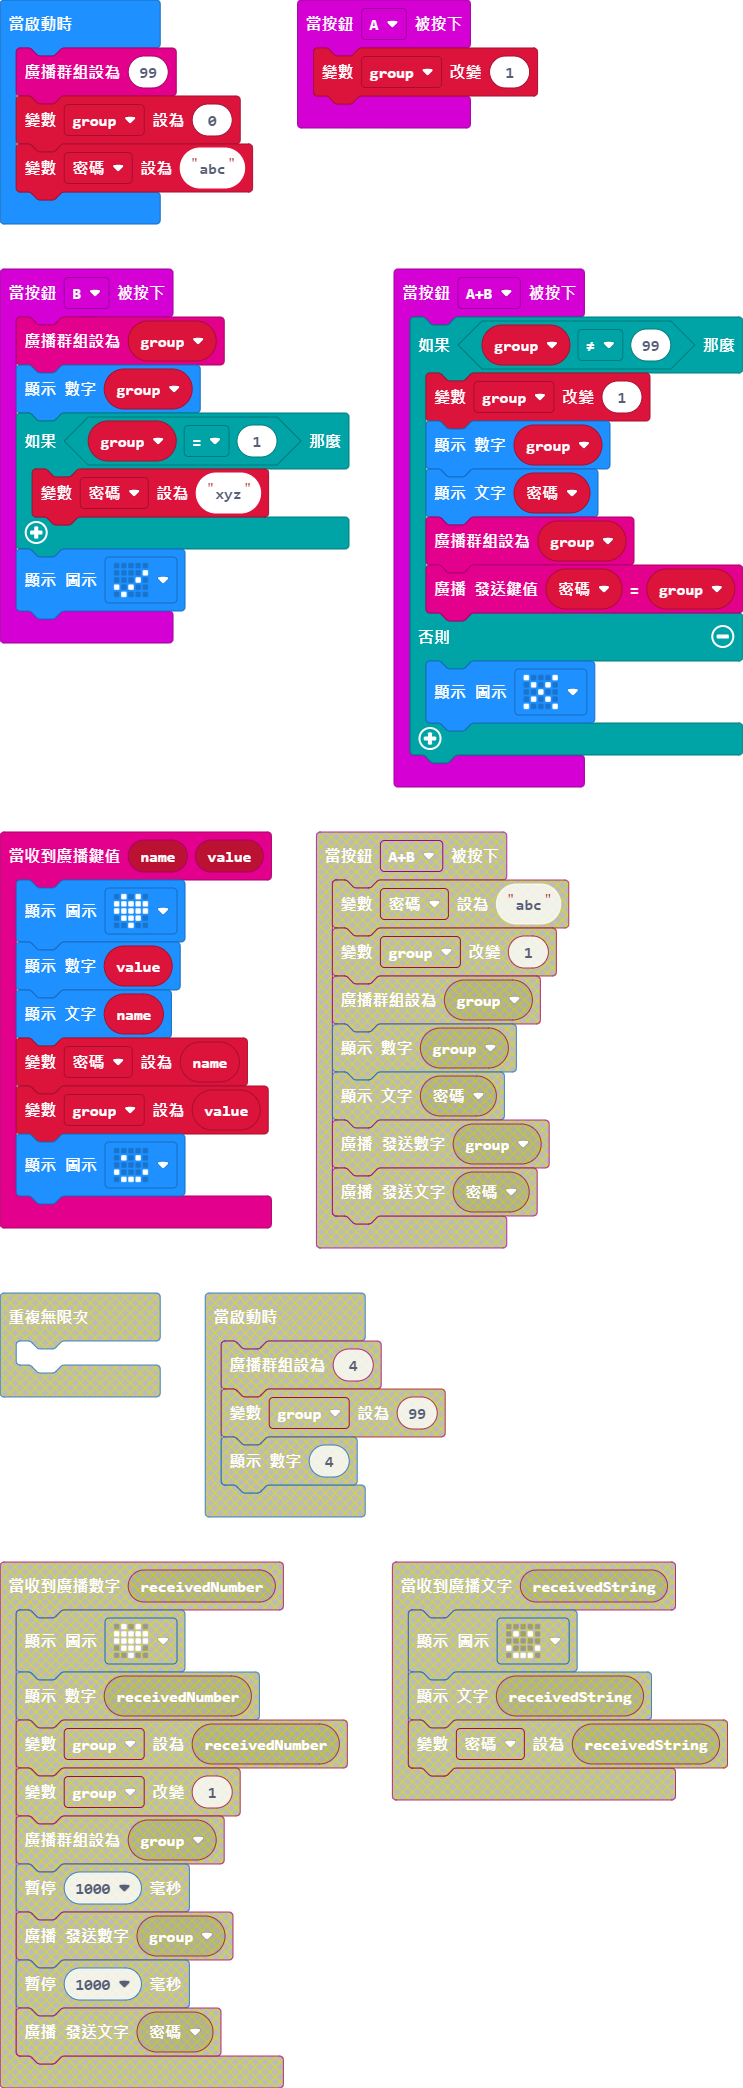 當啟動時
廣播群組設為 99
變數 group 設為 0
變數 密碼 設為 "abc"
當按鈕 A 被按下
變數 group 改變 1
當按鈕 B 被按下
廣播群組設為 group
顯示 數字 group
如果 group = 1 那麼
變數 密碼 設為 "xyz"
顯示 圖示
當按鈕 A+B 被按下
如果 group ≠ 99 那麼
變數 group 改變 1
顯示 數字 group
顯示 文字 密碼
廣播群組設為 group
廣播 發送鍵值 密碼 = group
否則
顯示 圖示
當收到廣播鍵值 name value
顯示 圖示
顯示 數字 value
顯示 文字 name
變數 密碼 設為 name
變數 group 設為 value
顯示 圖示
當按鈕 A+B 被按下
變數 密碼 設為 "abc"
變數 group 改變 1
廣播群組設為 group
顯示 數字 group
顯示 文字 密碼
廣播 發送數字 group
廣播 發送文字 密碼
重複無限次
當啟動時
廣播群組設為 4
變數 group 設為 99
顯示 數字 4
當收到廣播數字 receivedNumber
顯示 圖示
顯示 數字 receivedNumber
變數 group 設為 receivedNumber
變數 group 改變 1
廣播群組設為 group
暫停 1000 毫秒
廣播 發送數字 group
暫停 1000 毫秒
廣播 發送文字 密碼
當收到廣播文字 receivedString
顯示 圖示
顯示 文字 receivedString
變數 密碼 設為 receivedString